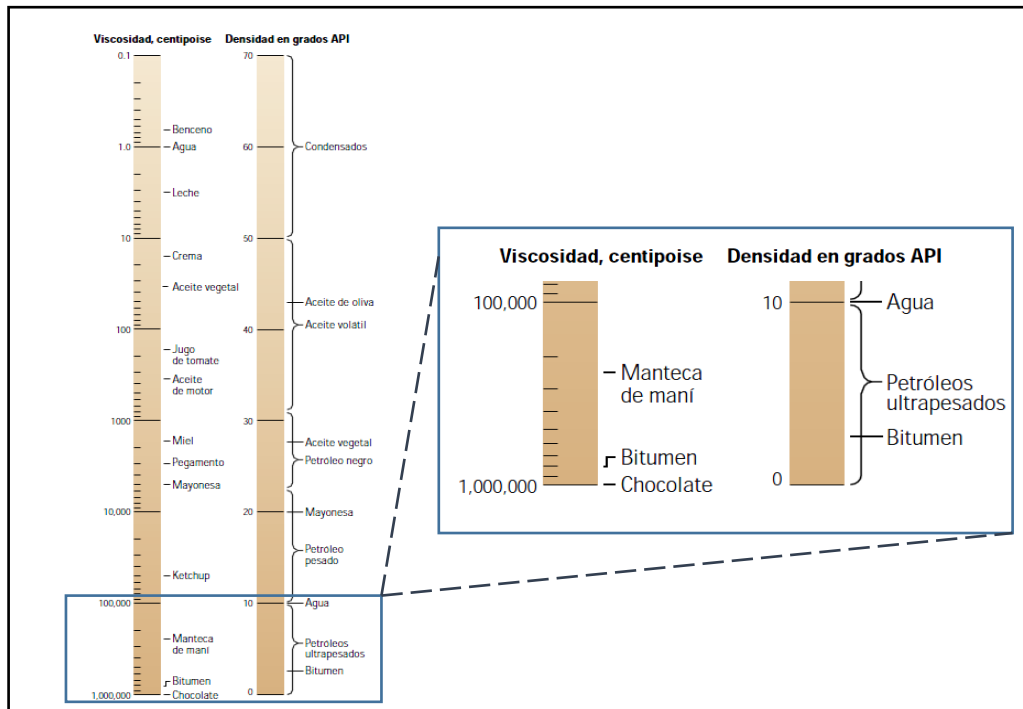 Viscosidad, centipoise
Densidad en grados API
0.1
Benceno
1.0
Agua
Leche
10
Crema
Aceite vegetal
100
Jugo
de tomate
Aceite
de motor
1000
Miel
Pegamento
Mayonesa
10,000
Ketchup
100,000
Manteca
de maní
Bitumen
1,000,000
Chocolate
70
60
Condensados
50
Aceite de oliva
Aceite volatil
40
30
Aceite vegetal
Petróleo negro
20
Mayonesa
Petróleo
pesado
10
Agua
Petróleos
ultrapesados
Bitumen
0
Viscosidad, centipoise
Densidad en grados API
100,000
Manteca
de maní
Bitumen
1,000,000
Chocolate
10
Agua
Petróleos
ultrapesados
Bitumen
0